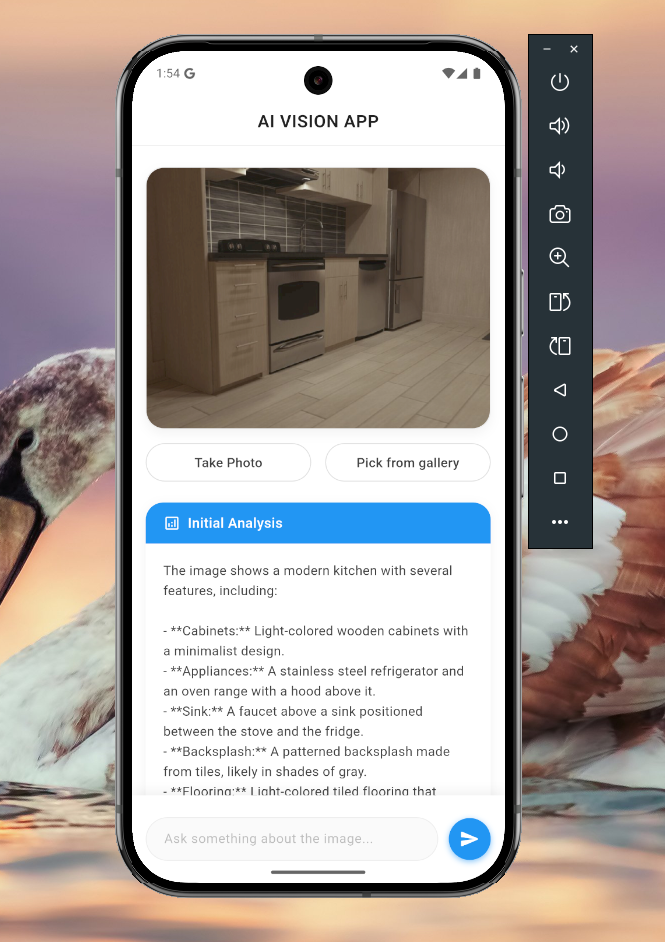 1:54 G
AI VISION APP
Take Photo
Pick from gallery
Initial Analysis
The image shows a modern kitchen with several
features, including:
- **Cabinets:** Light-colored wooden cabinets with
a minimalist design.
- **Appliances:** A stainless steel refrigerator and
an oven range with a hood above it.
- **Sink:** A faucet above a sink positioned
between the stove and the fridge.
- **Backsplash:** A patterned backsplash made
from tiles, likely in shades of gray.
- **Flooring:** Light-colored tiled flooring that
Ask something about the image...